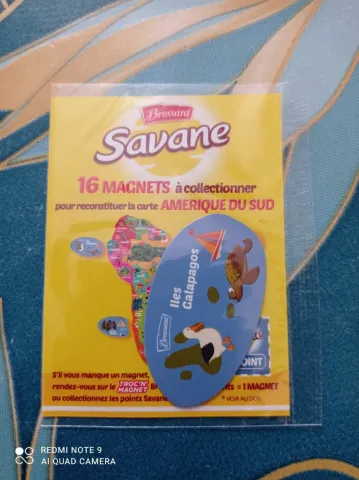 Brossard
Savane
16 MAGNETS à collectionner
pour reconstituer la carte AMERIQUE DU SUD
Iles
Galapagos
Brossard
POINT
S'il vous manque un magnet,
rendez-vous sur le TROC'N' MAGNET = 1 MAGNET
ou collectionnez les points Savane
* VOIR AU DOS
REDMI NOTE 9
AI QUAD CAMERA